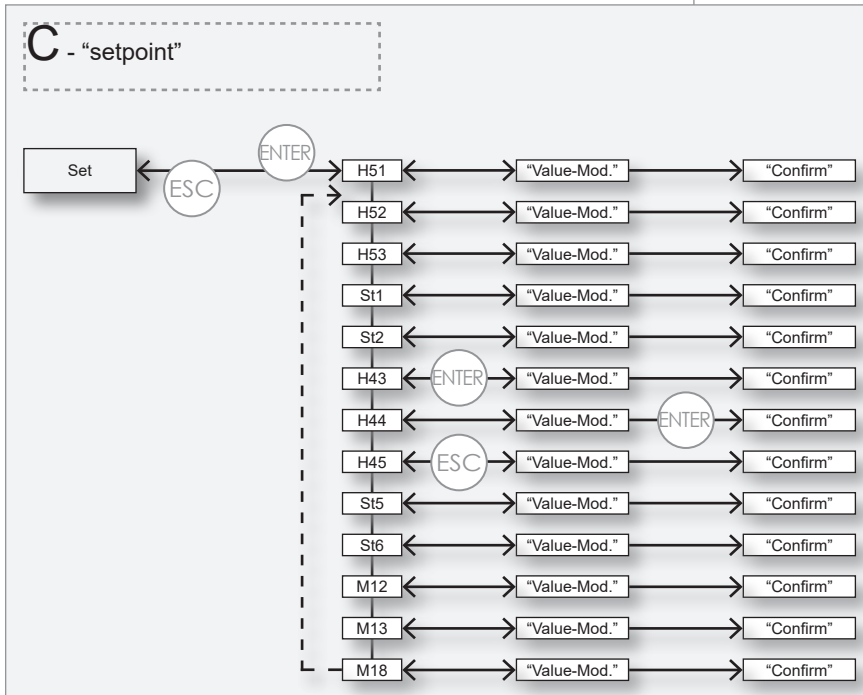 C - “setpoint”
Set ESC ENTER H51 “Value-Mod.” “Confirm”
H52 “Value-Mod.” “Confirm”
H53 “Value-Mod.” “Confirm”
St1 “Value-Mod.” “Confirm”
St2 “Value-Mod.” “Confirm”
H43 ENTER “Value-Mod.” “Confirm”
H44 “Value-Mod.” ENTER “Confirm”
H45 ESC “Value-Mod.” “Confirm”
St5 “Value-Mod.” “Confirm”
St6 “Value-Mod.” “Confirm”
M12 “Value-Mod.” “Confirm”
M13 “Value-Mod.” “Confirm”
M18 “Value-Mod.” “Confirm”